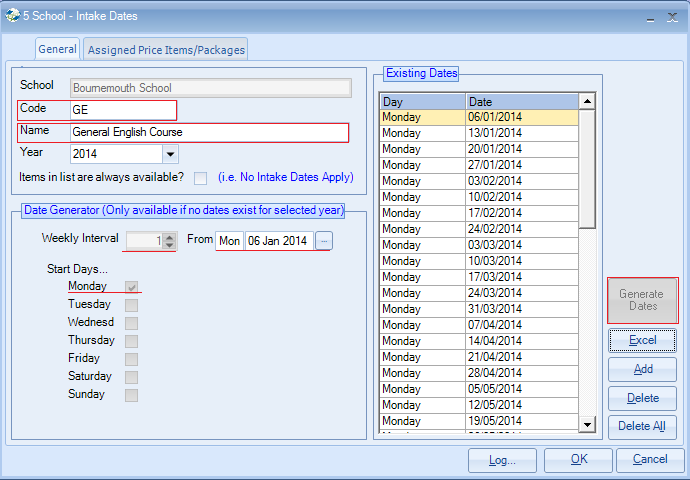 5 School - Intake Dates
General
Assigned Price Items/Packages
School
Bournemouth School
Code
GE
Name
General English Course
Year
2014
Items in list are always available?
(i.e. No Intake Dates Apply)
Date Generator (Only available if no dates exist for selected year)
Weekly Interval
1
From
Mon
06 Jan 2014
...
Start Days...
Monday
Tuesday
Wednesd
Thursday
Friday
Saturday
Sunday
Existing Dates
Day Date
Monday 06/01/2014
Monday 13/01/2014
Monday 20/01/2014
Monday 27/01/2014
Monday 03/02/2014
Monday 10/02/2014
Monday 17/02/2014
Monday 24/02/2014
Monday 03/03/2014
Monday 10/03/2014
Monday 17/03/2014
Monday 24/03/2014
Monday 31/03/2014
Monday 07/04/2014
Monday 14/04/2014
Monday 21/04/2014
Monday 28/04/2014
Monday 05/05/2014
Monday 12/05/2014
Monday 19/05/2014
Generate
Dates
Excel
Add
Delete
Delete All
Log...
OK
Cancel